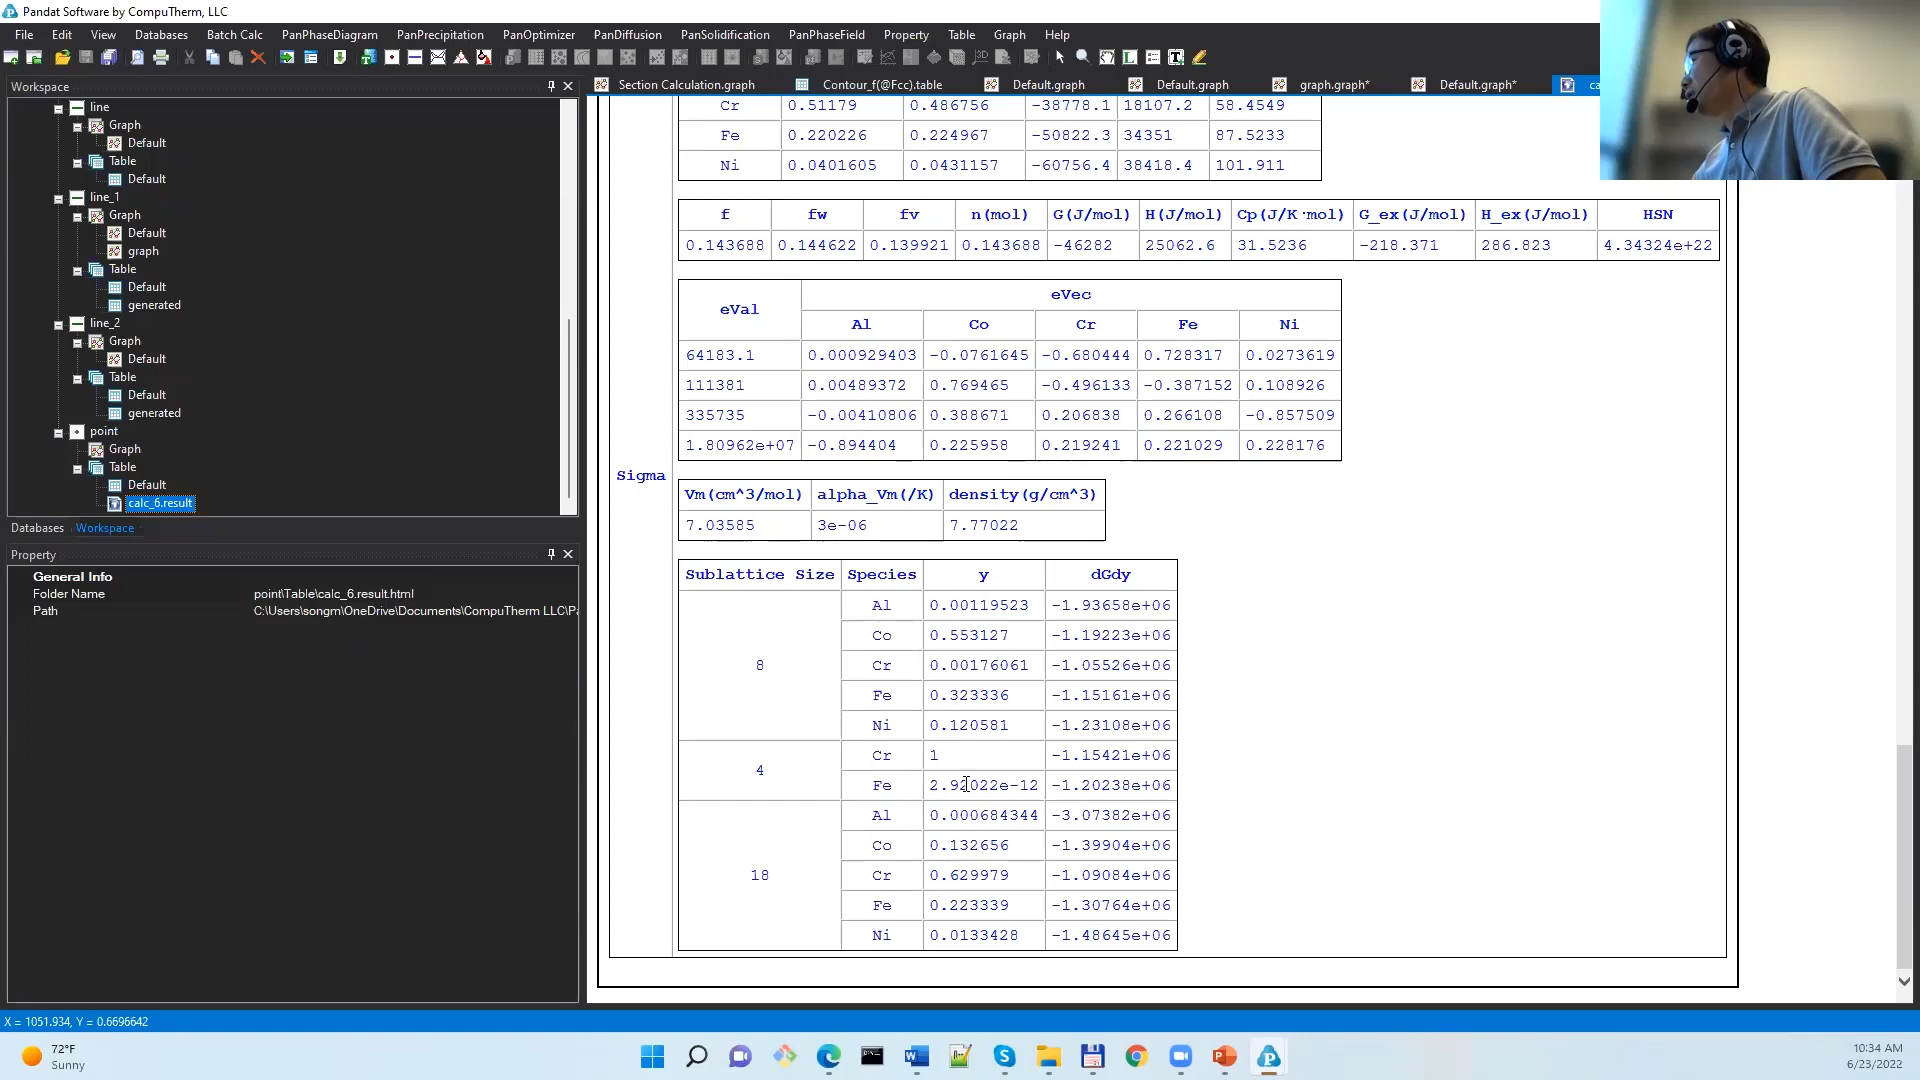 Pandat Software by CompuTherm, LLC
File Edit View Databases Batch Calc PanPhaseDiagram PanPrecipitation PanOptimizer PanDiffusion PanSolidification PanPhaseField Property Table Graph Help
Workspace
Section Calculation.graph Contour_f(@Fcc).table Default.graph Default.graph graph.graph* Default.graph* ca
line
Graph
Default
Table
Default
line_1
Graph
Default
graph
Table
Default
generated
line_2
Graph
Default
Table
Default
generated
point
Graph
Table
Default
calc_6.result
Databases Workspace
Property
General Info
Folder Name point\Table\calc_6.result.html
Path C:\Users\songm\OneDrive\Documents\CompuTherm LLC\Pa
Cr 0.51179 0.486756 -38778.1 18107.2 58.4549
Fe 0.220226 0.224967 -50822.3 34351 87.5233
Ni 0.0401605 0.0431157 -60756.4 38418.4 101.911
f fw fv n(mol) G(J/mol) H(J/mol) Cp(J/K·mol) G_ex(J/mol) H_ex(J/mol) HSN
0.143688 0.144622 0.139921 0.143688 -46282 25062.6 31.5236 -218.371 286.823 4.34324e+22
eVal eVec
Al Co Cr Fe Ni
64183.1 0.000929403 -0.0761645 -0.680444 0.728317 0.0273619
111381 0.00489372 0.769465 -0.496133 -0.387152 0.108926
335735 -0.00410806 0.388671 0.206838 0.266108 -0.857509
1.80962e+07 -0.894404 0.225958 0.219241 0.221029 0.228176
Sigma
Vm(cm^3/mol) alpha_Vm(/K) density(g/cm^3)
7.03585 3e-06 7.77022
Sublattice Size Species y dGdy
Al 0.00119523 -1.93658e+06
Co 0.553127 -1.19223e+06
8 Cr 0.00176061 -1.05526e+06
Fe 0.323336 -1.15161e+06
Ni 0.120581 -1.23108e+06
4 Cr 1 -1.15421e+06
Fe 2.92022e-12 -1.20238e+06
Al 0.000684344 -3.07382e+06
Co 0.132656 -1.39904e+06
18 Cr 0.629979 -1.09084e+06
Fe 0.223339 -1.30764e+06
Ni 0.0133428 -1.48645e+06
X = 1051.934, Y = 0.6696642
72°F
Sunny
10:34 AM
6/23/2022